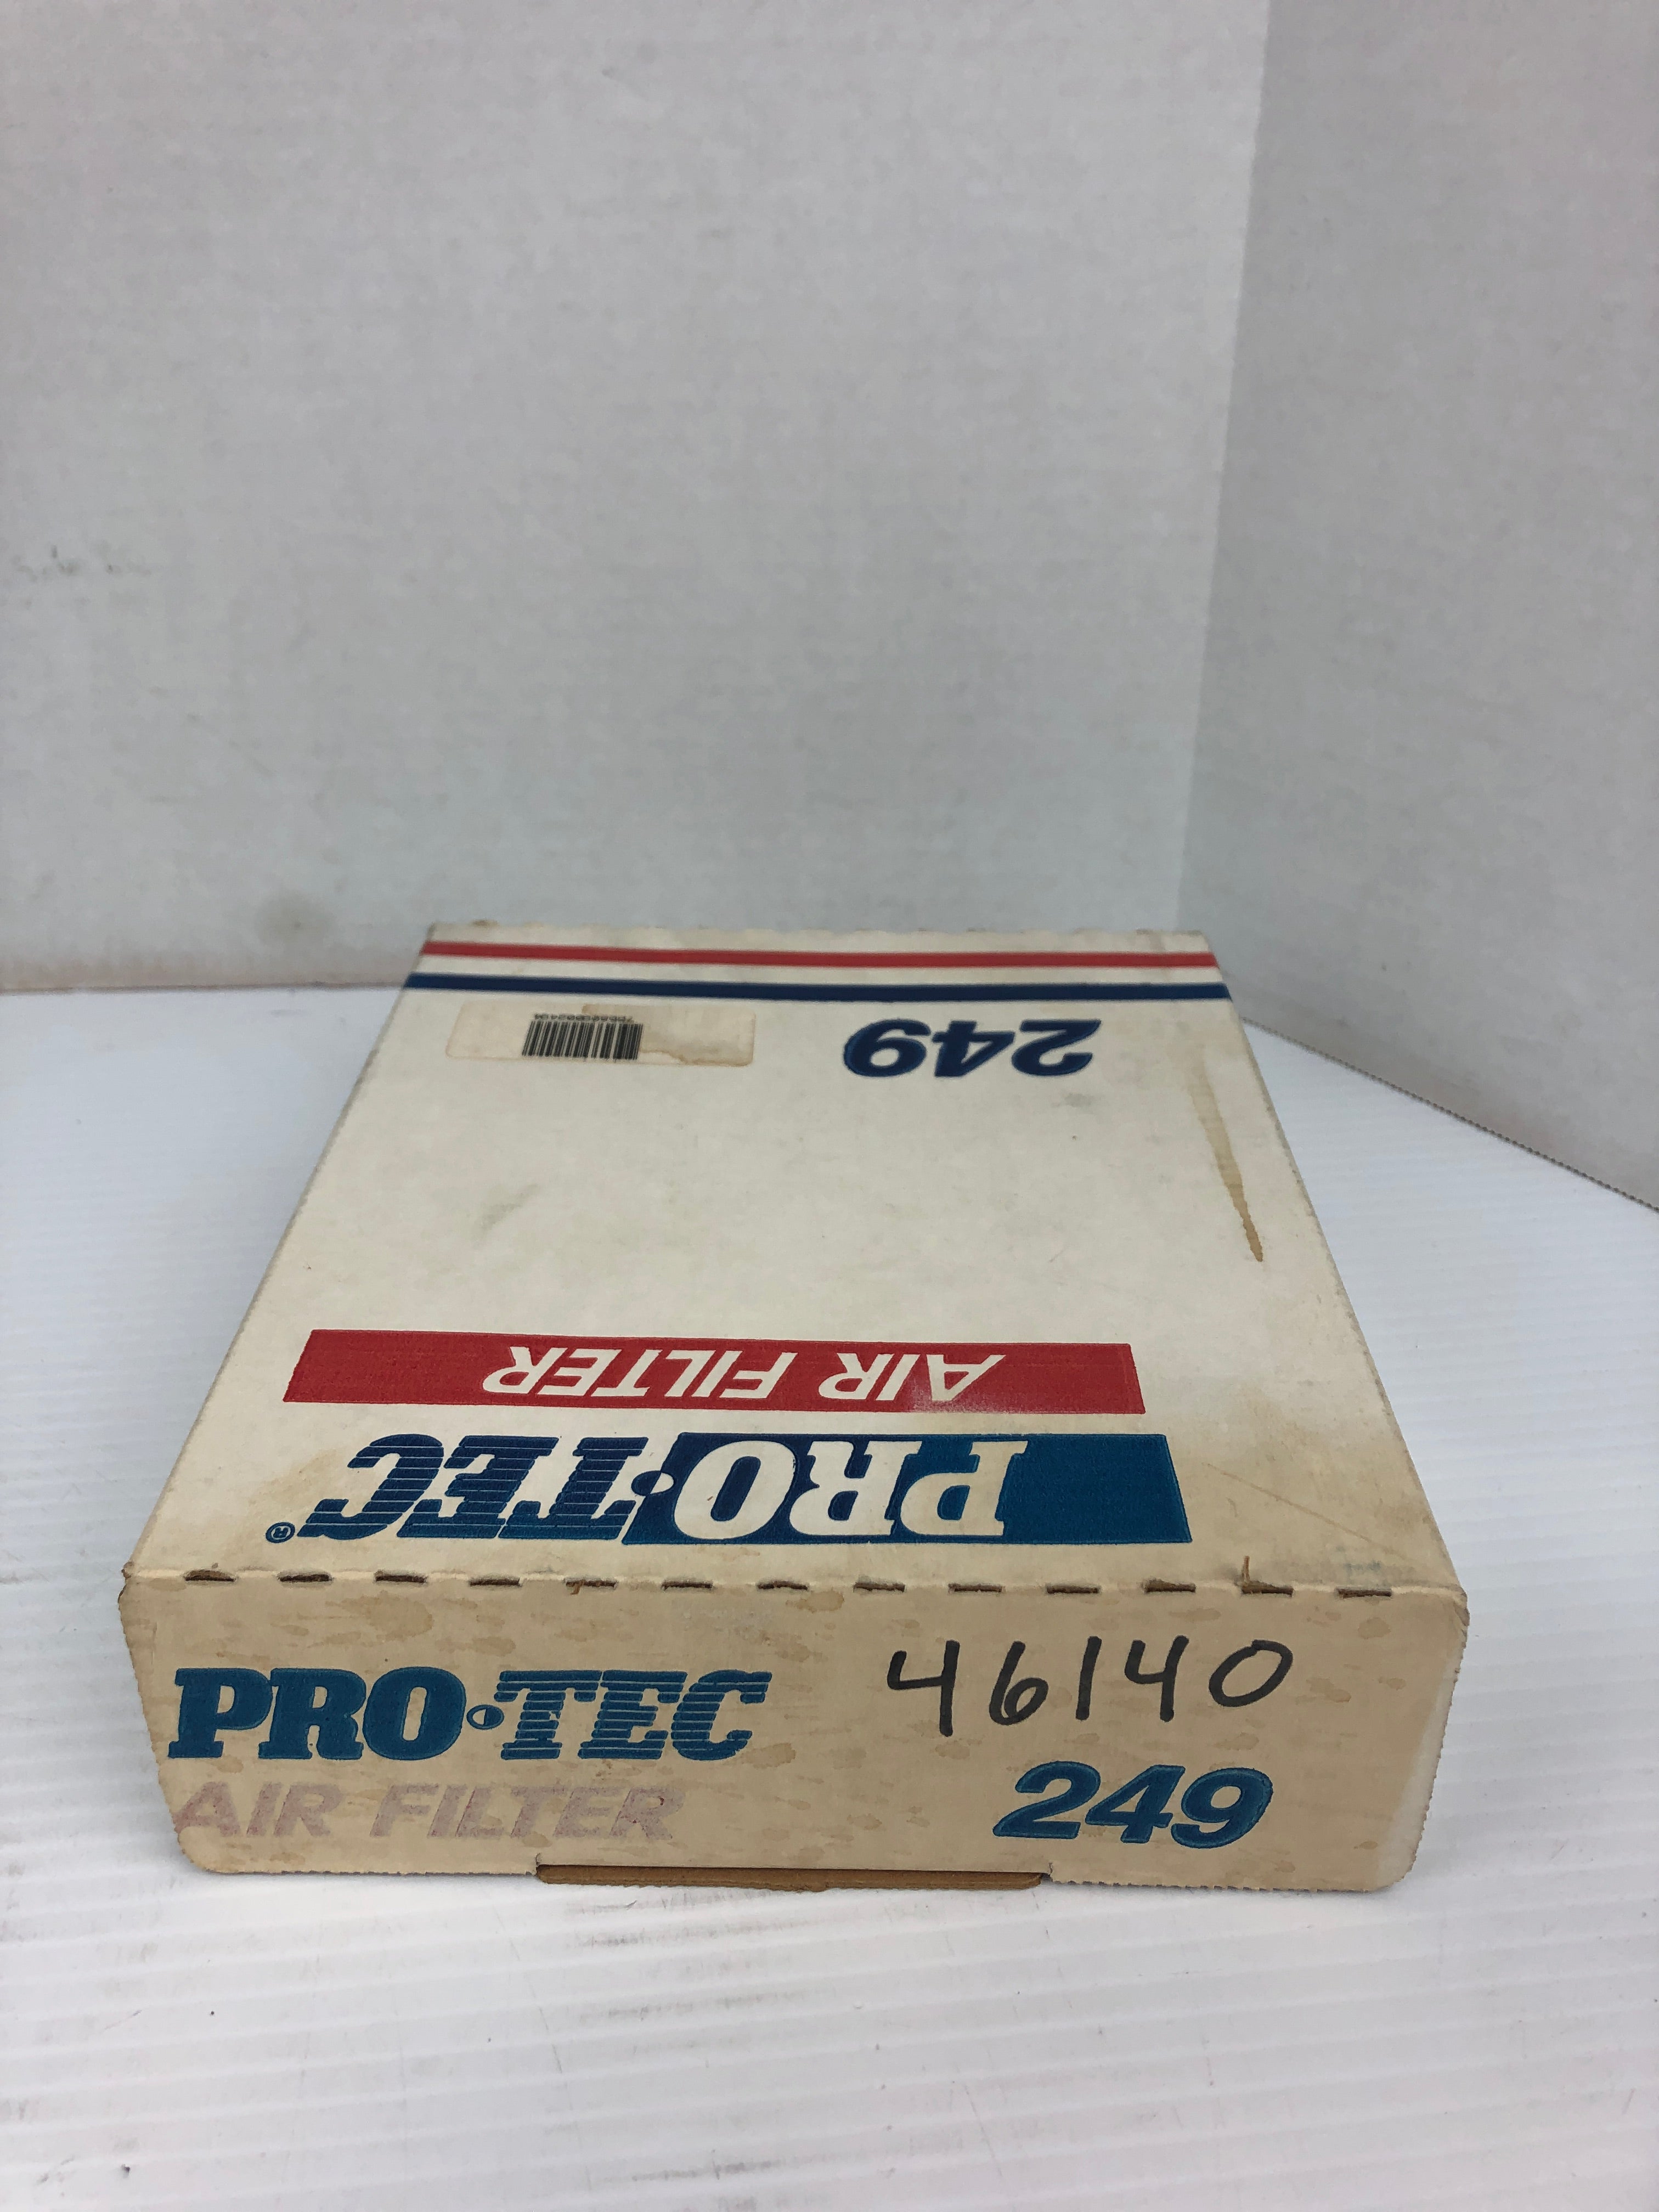 249
AIR FILTER
PRO·TEC®
PRO·TEC
46140
AIR FILTER
249